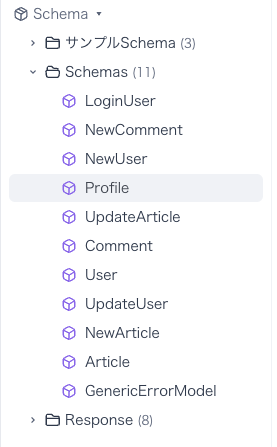 Schema
サンプルSchema (3)
Schemas (11)
LoginUser
NewComment
NewUser
Profile
UpdateArticle
Comment
User
UpdateUser
NewArticle
Article
GenericErrorModel
Response (8)